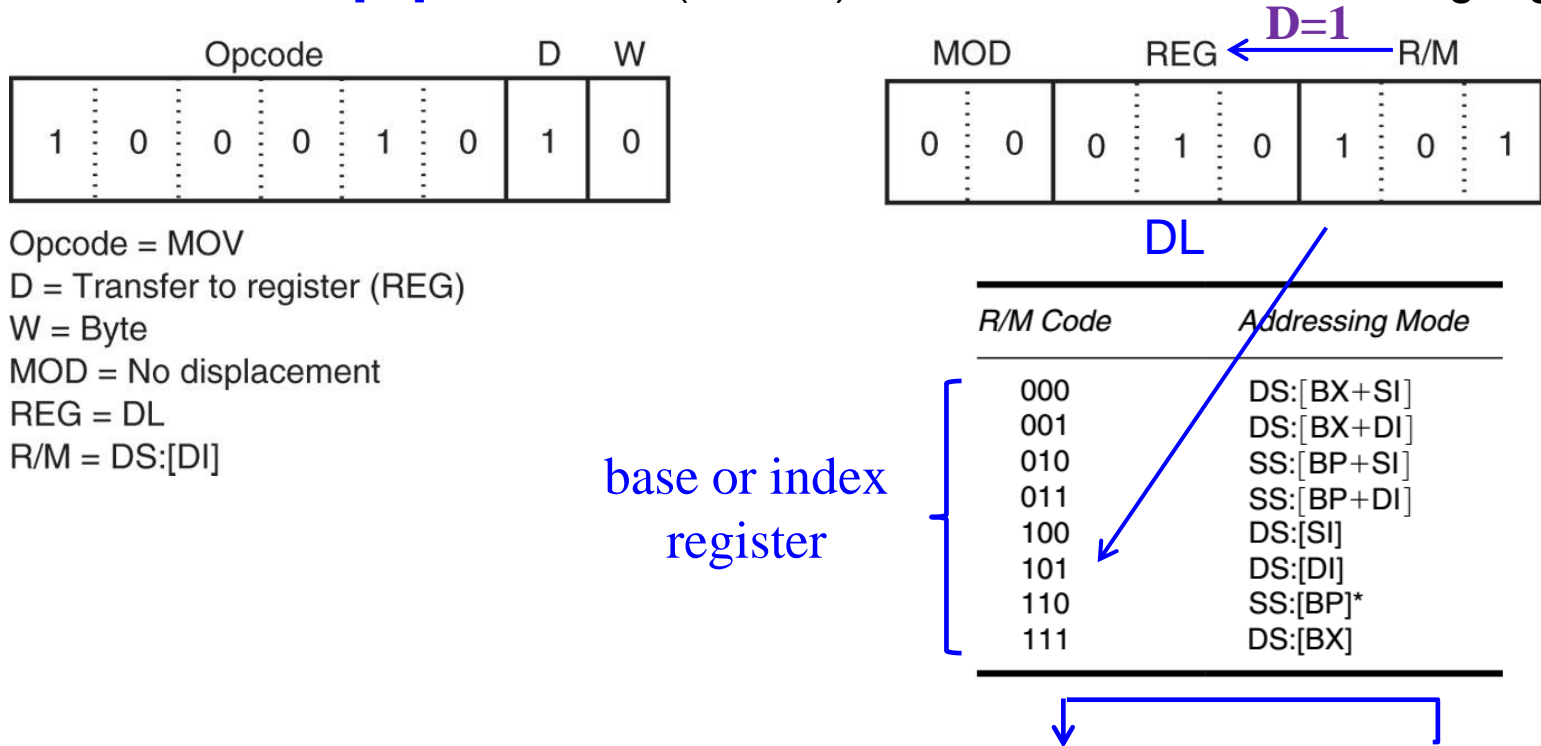 Opcode D W
1 0 0 0 1 0 1 0
Opcode = MOV
D = Transfer to register (REG)
W = Byte
MOD = No displacement
REG = DL
R/M = DS:[DI]
D=1
MOD REG R/M
0 0 0 1 0 1 0 1
DL
R/M Code Addressing Mode
000 DS:[BX+SI]
001 DS:[BX+DI]
010 SS:[BP+SI]
011 SS:[BP+DI]
100 DS:[SI]
101 DS:[DI]
110 SS:[BP]*
111 DS:[BX]
base or index
register